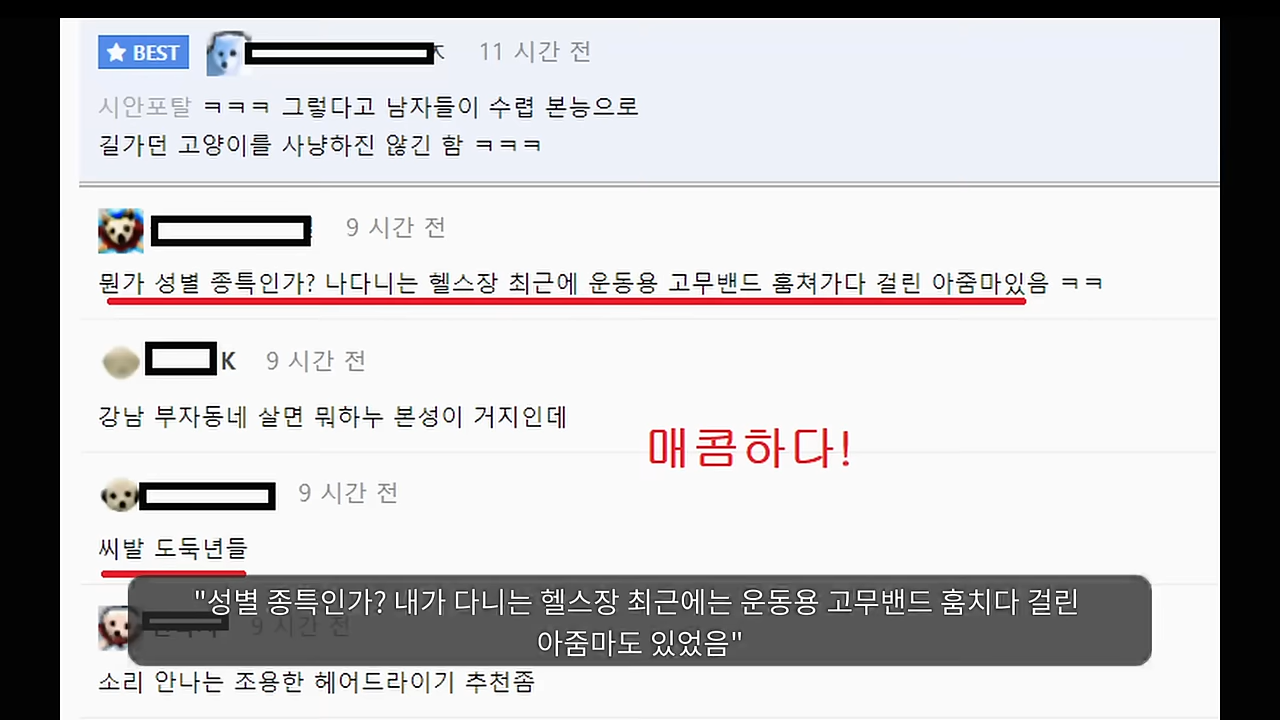 ★ BEST ㅈ 11 시간 전
시안포탈 ㅋㅋㅋ 그렇다고 남자들이 수렵 본능으로
길가던 고양이를 사냥하진 않긴 함 ㅋㅋㅋ
9 시간 전
뭔가 성별 종특인가? 나다니는 헬스장 최근에 운동용 고무밴드 훔쳐가다 걸린 아줌마있음 ㅋㅋ
K 9 시간 전
강남 부자동네 살면 뭐하누 본성이 거지인데
매콤하다!
9 시간 전
씨발 도둑년들
"성별 종특인가? 내가 다니는 헬스장 최근에는 운동용 고무밴드 훔치다 걸린
아줌마도 있었음"
9 시간 전
소리 안나는 조용한 헤어드라이기 추천좀